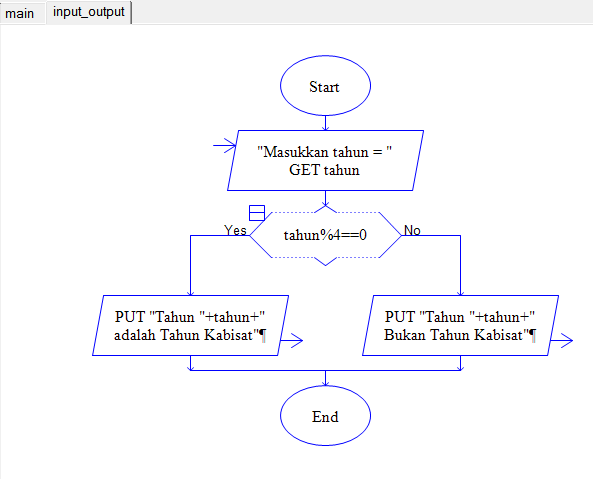 main
input_output
Start
"Masukkan tahun = "
GET tahun
Yes
tahun%4==0
No
PUT "Tahun "+tahun+"
adalah Tahun Kabisat"¶
PUT "Tahun "+tahun+"
Bukan Tahun Kabisat"¶
End